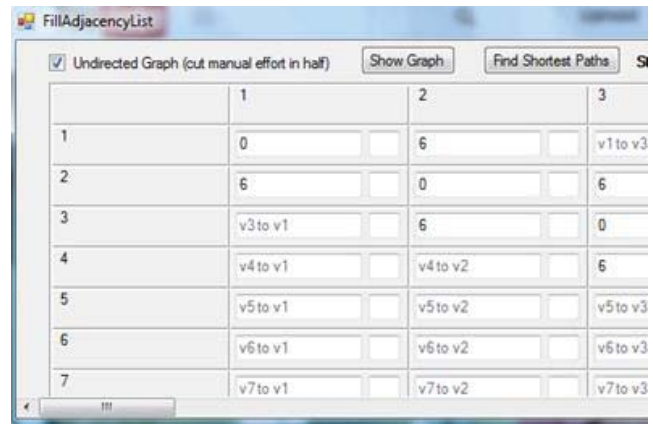 FillAdjacencyList
Undirected Graph (cut manual effort in half) Show Graph Find Shortest Paths
1 2 3
1 0 6 v1 to v3
2 6 0 6
3 v3 to v1 6 0
4 v4 to v1 v4 to v2 6
5 v5 to v1 v5 to v2 v5 to v3
6 v6 to v1 v6 to v2 v6 to v3
7 v7 to v1 v7 to v2 v7 to v3